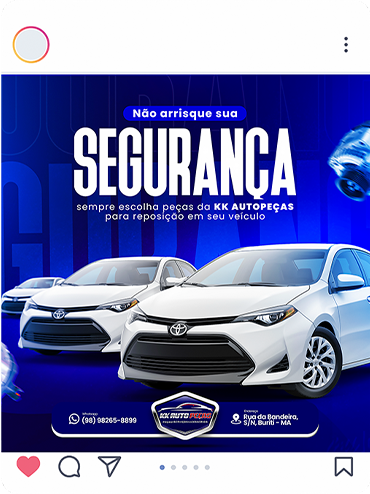 Não arrisque sua
SEGURANÇA
sempre escolha peças da KK AUTOPEÇAS
para reposição em seu veículo
KK AUTO PEÇAS
Whatsapp
(98) 98265-8899
Endereço
Rua da Bandeira,
S/N, Buriti - MA